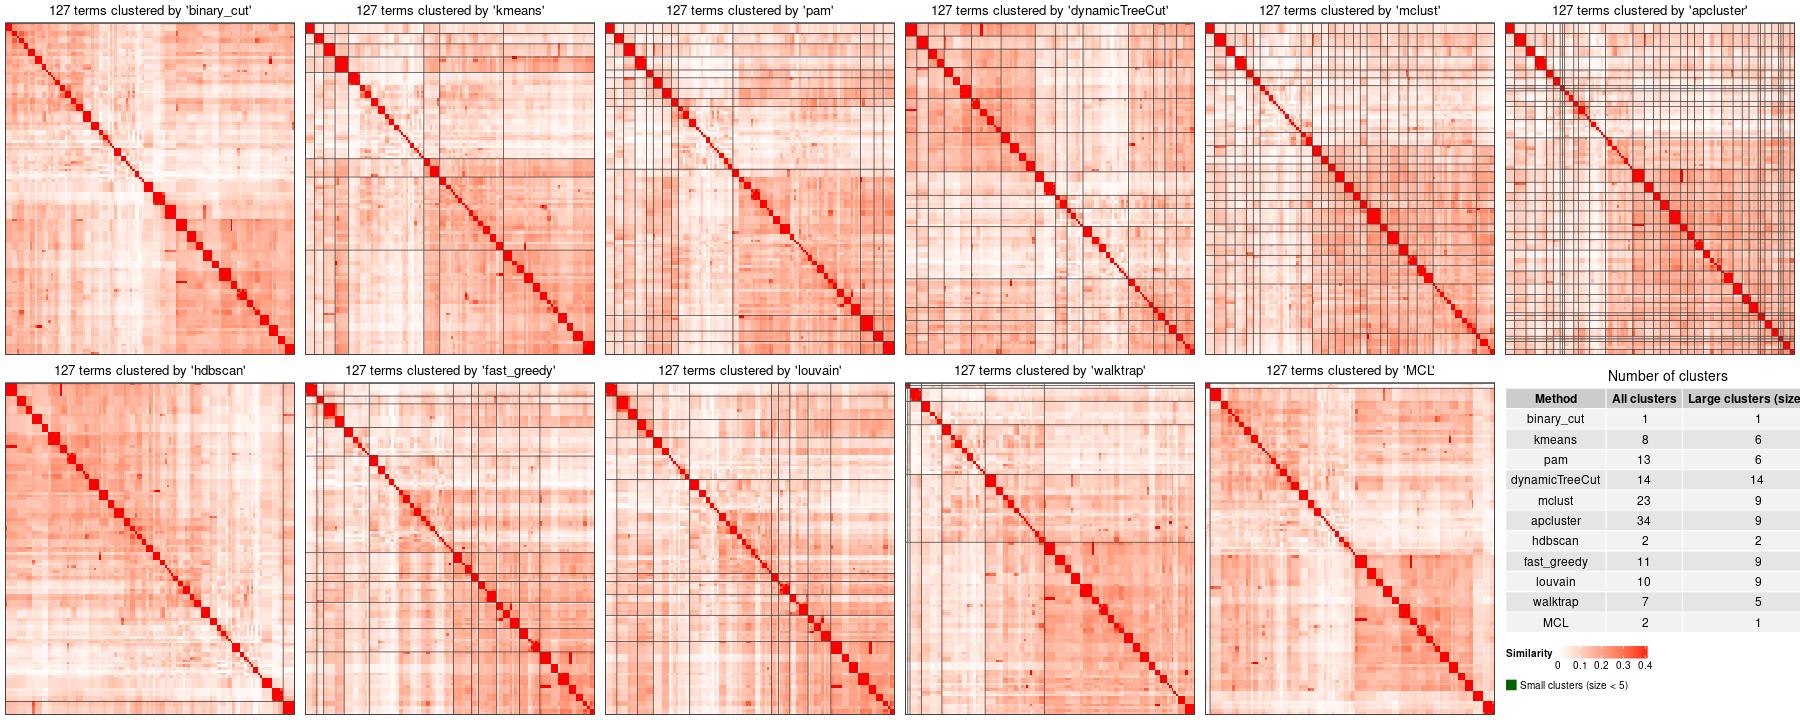 127 terms clustered by 'binary_cut'
127 terms clustered by 'kmeans'
127 terms clustered by 'pam'
127 terms clustered by 'dynamicTreeCut'
127 terms clustered by 'mclust'
127 terms clustered by 'apcluster'
127 terms clustered by 'hdbscan'
127 terms clustered by 'fast_greedy'
127 terms clustered by 'louvain'
127 terms clustered by 'walktrap'
127 terms clustered by 'MCL'
Number of clusters
Method All clusters Large clusters (size
binary_cut 1 1
kmeans 8 6
pam 13 6
dynamicTreeCut 14 14
mclust 23 9
apcluster 34 9
hdbscan 2 2
fast_greedy 11 9
louvain 10 9
walktrap 7 5
MCL 2 1
Similarity
0 0.1 0.2 0.3 0.4
Small clusters (size < 5)